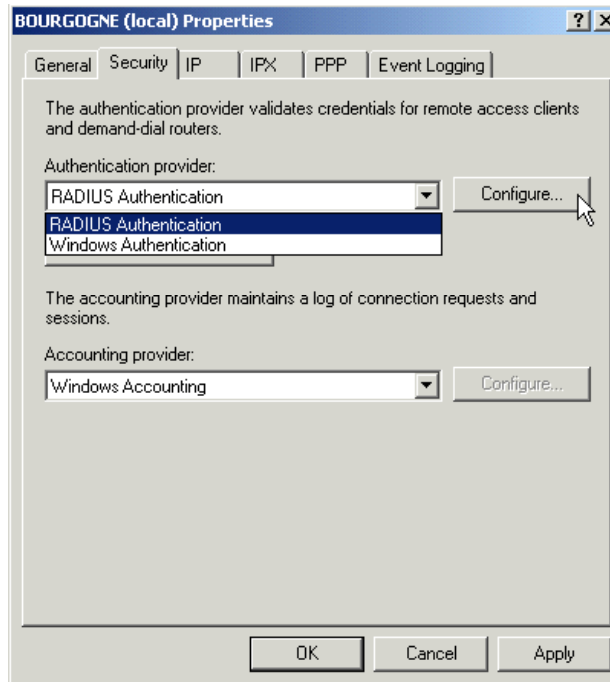 BOURGOGNE (local) Properties
General Security IP IPX PPP Event Logging
The authentication provider validates credentials for remote access clients
and demand-dial routers.
Authentication provider:
RADIUS Authentication
Configure...
RADIUS Authentication
Windows Authentication
The accounting provider maintains a log of connection requests and
sessions.
Accounting provider:
Windows Accounting
Configure...
OK Cancel Apply